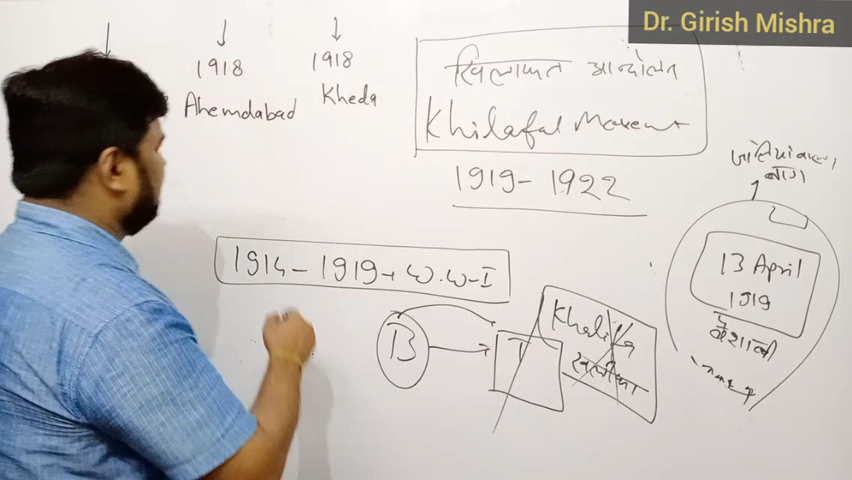 Dr. Girish Mishra
1918
Ahemdabad
1918
Kheda
खिलाफत आन्दोलन
Khilafat Movement
1919- 1922
1914 - 1919 → W.W-I
B
T
Khalifa
खलीफा
जलियांवाला
बाग
13 April
1919
वैशाखी